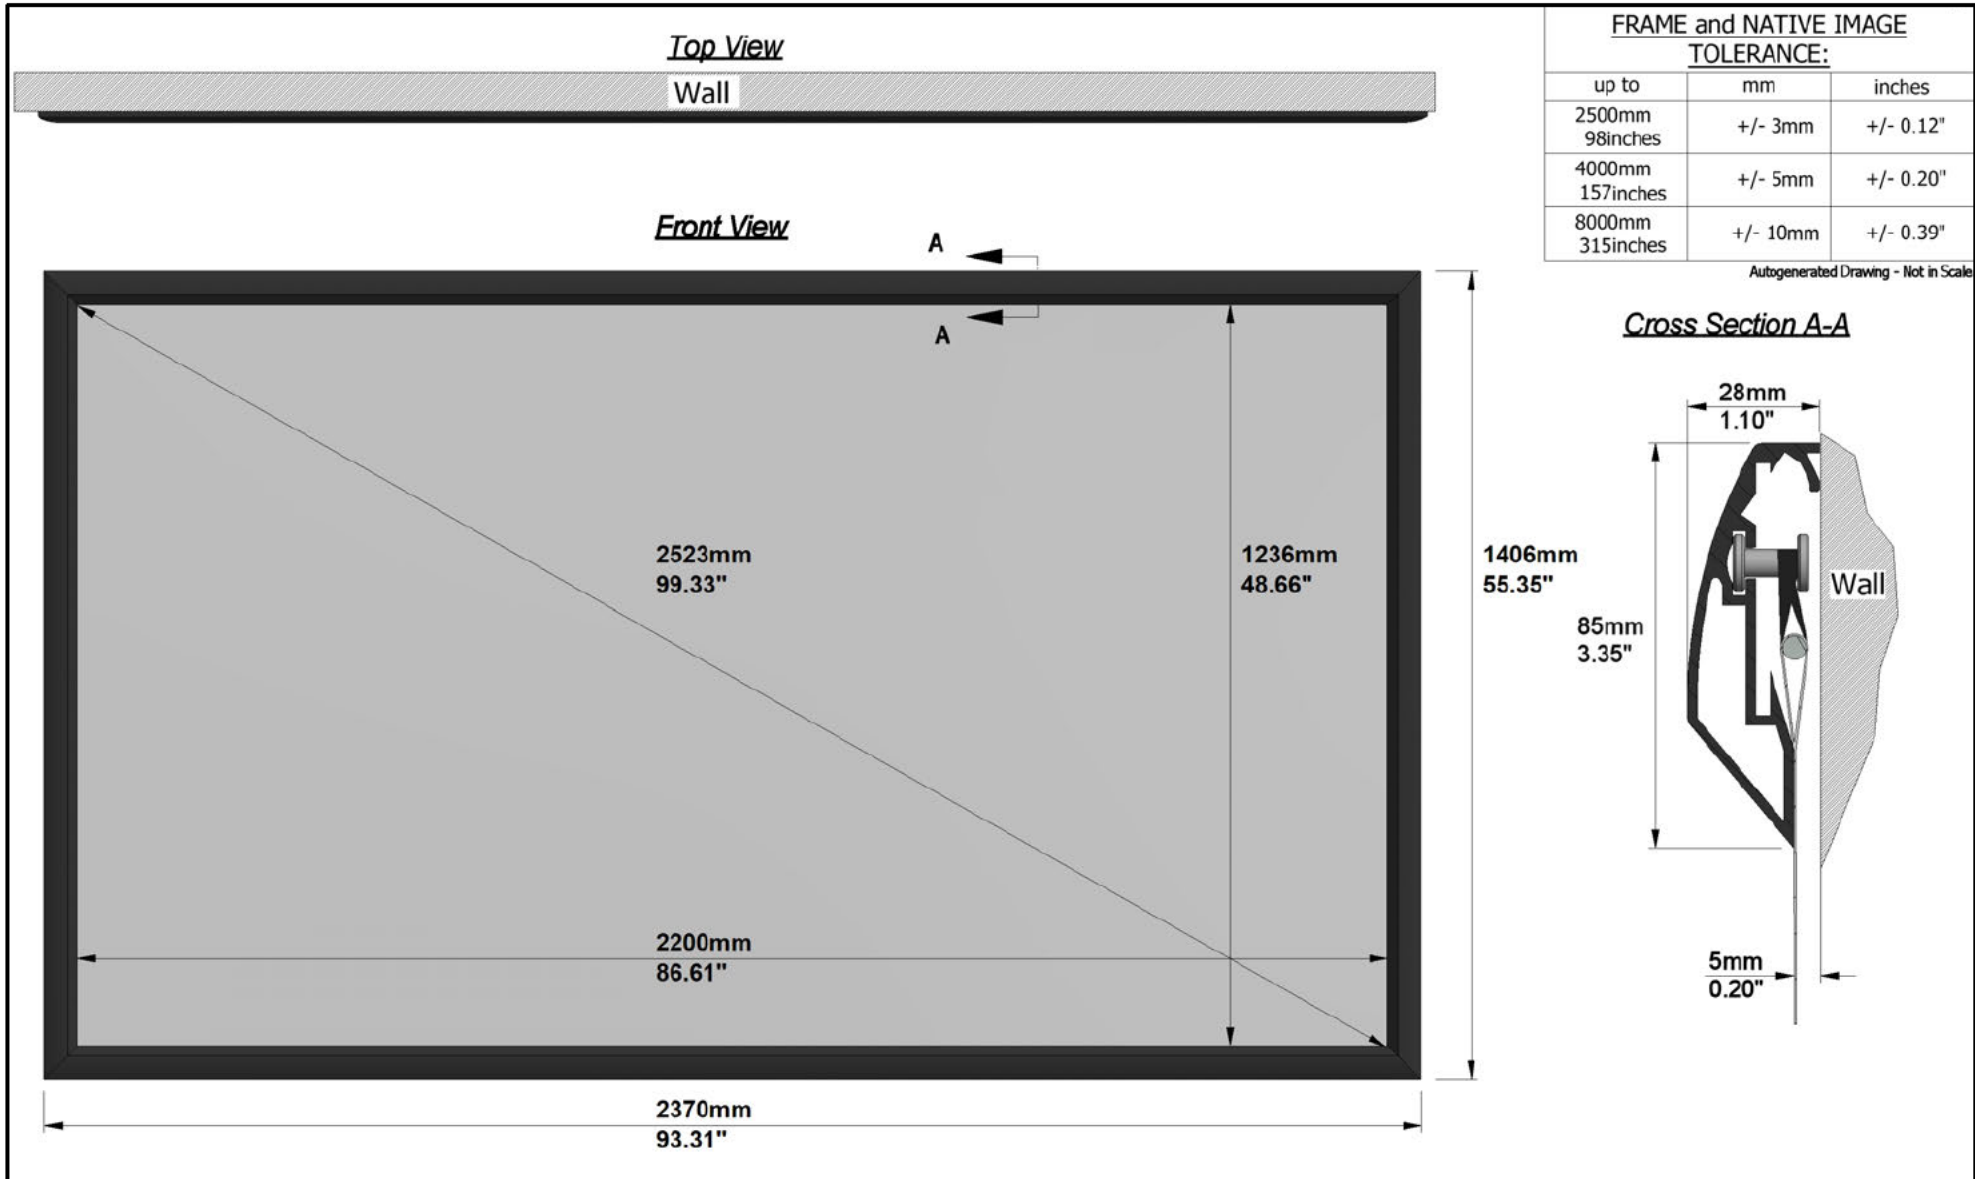 Top View
Wall
FRAME and NATIVE IMAGE
TOLERANCE:
up to mm inches
2500mm
98inches
+/- 3mm +/- 0.12"
4000mm
157inches
+/- 5mm +/- 0.20"
8000mm
315inches
+/- 10mm +/- 0.39"
Autogenerated Drawing - Not in Scale
Front View
A
A
2523mm
99.33"
1236mm
48.66"
1406mm
55.35"
2200mm
86.61"
2370mm
93.31"
Cross Section A-A
28mm
1.10"
Wall
85mm
3.35"
5mm
0.20"